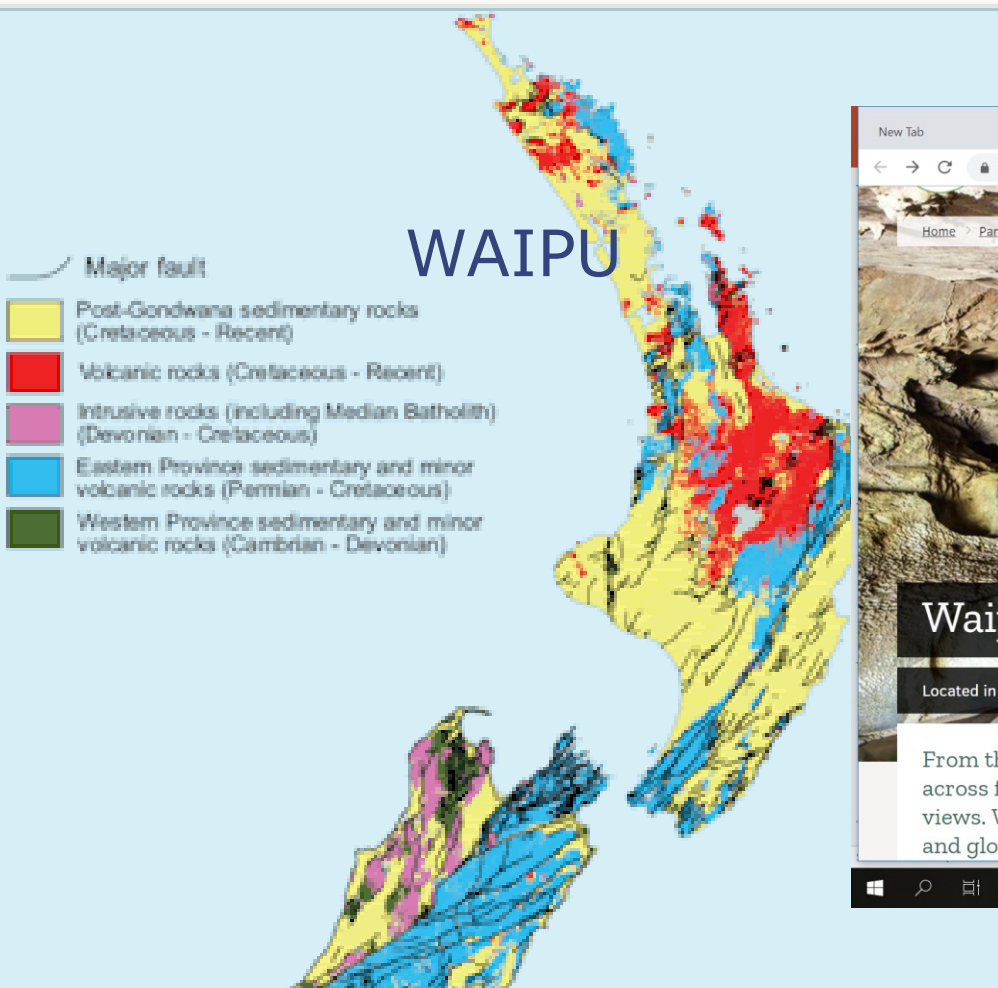 WAIPU
Major fault
Post-Gondwana sedimentary rocks
(Cretaceous - Recent)
Volcanic rocks (Cretaceous - Recent)
Intrusive rocks (including Median Batholith)
(Devonian - Cretaceous)
Eastern Province sedimentary and minor
volcanic rocks (Permian - Cretaceous)
Western Province sedimentary and minor
volcanic rocks (Cambrian - Devonian)
New Tab
Home > Par
Wai
Located in
From th
across f
views. W
and glo